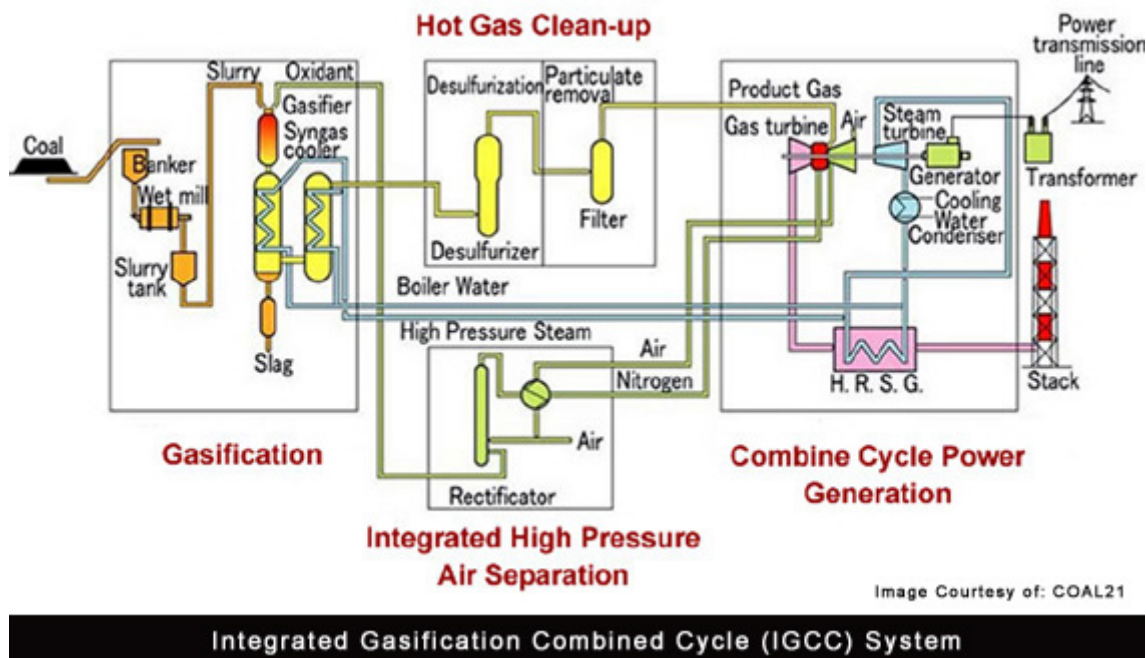 Hot Gas Clean-up
Slurry
Oxidant
Gasifier
Syngas
cooler
Coal
Banker
Wet mill
Slurry
tank
Slag
Gasification
Desulfurization
Particulate
removal
Desulfurizer
Filter
Boiler Water
High Pressure Steam
Air
Nitrogen
Air
Rectificator
Integrated High Pressure
Air Separation
Product Gas
Gas turbine
Air
Steam
turbine
Generator
Cooling
Water
Condenser
H. R. S. G.
Power
transmission
line
Transformer
Stack
Combine Cycle Power
Generation
Image Courtesy of: COAL21
Integrated Gasification Combined Cycle (IGCC) System